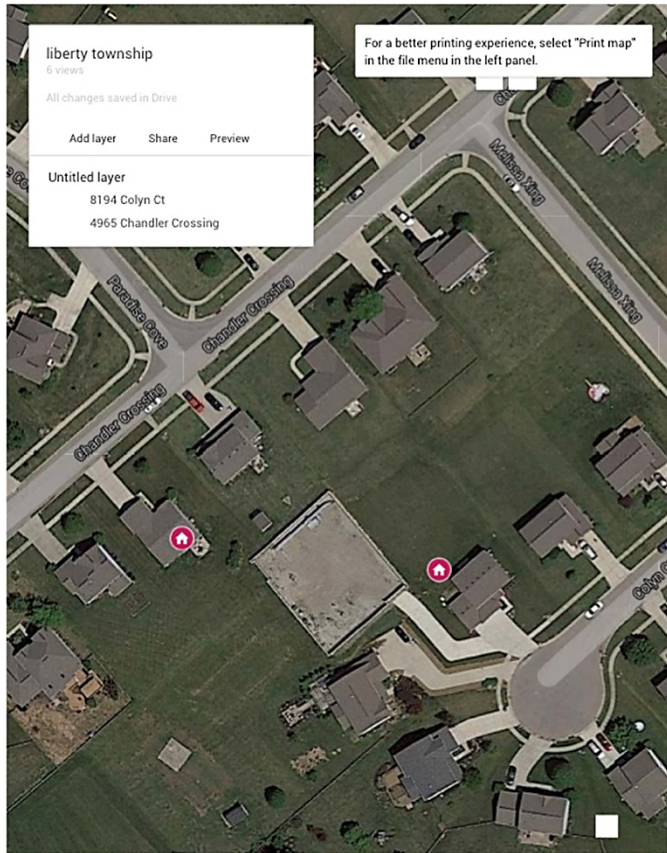 liberty township
6 views
All changes saved in Drive
Add layer Share Preview
Untitled layer
8194 Colyn Ct
4965 Chandler Crossing
For a better printing experience, select "Print map"
in the file menu in the left panel.
Melissa Xing
Melissa Xing
Paradise Cove
Chandler Crossing
Chandler Crossing
Colyn